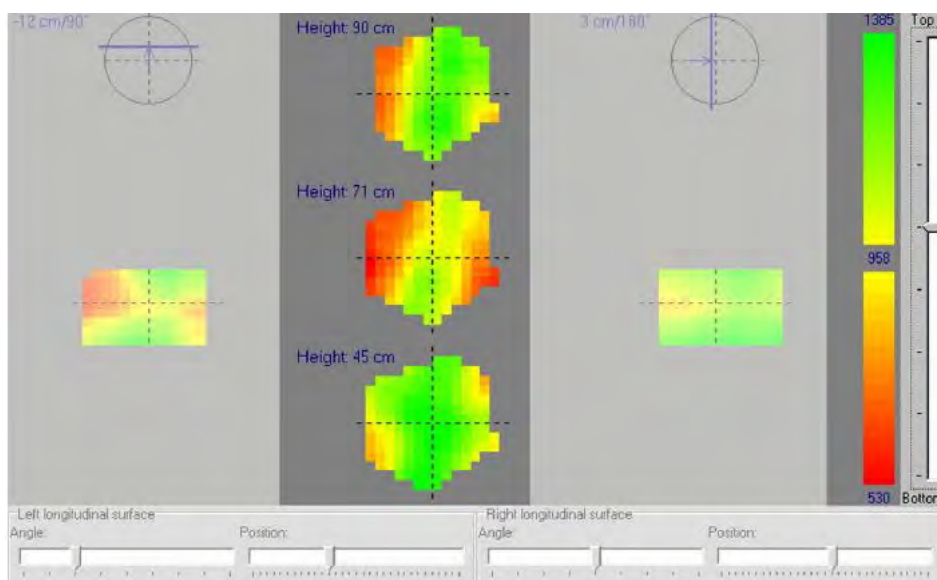 -12 cm/90°
Height: 90 cm
3 cm/180°
1385
Top
Height: 71 cm
958
Height: 45 cm
530
Bottom
Left longitudinal surface
Angle:
Position:
Right longitudinal surface
Angle:
Position: